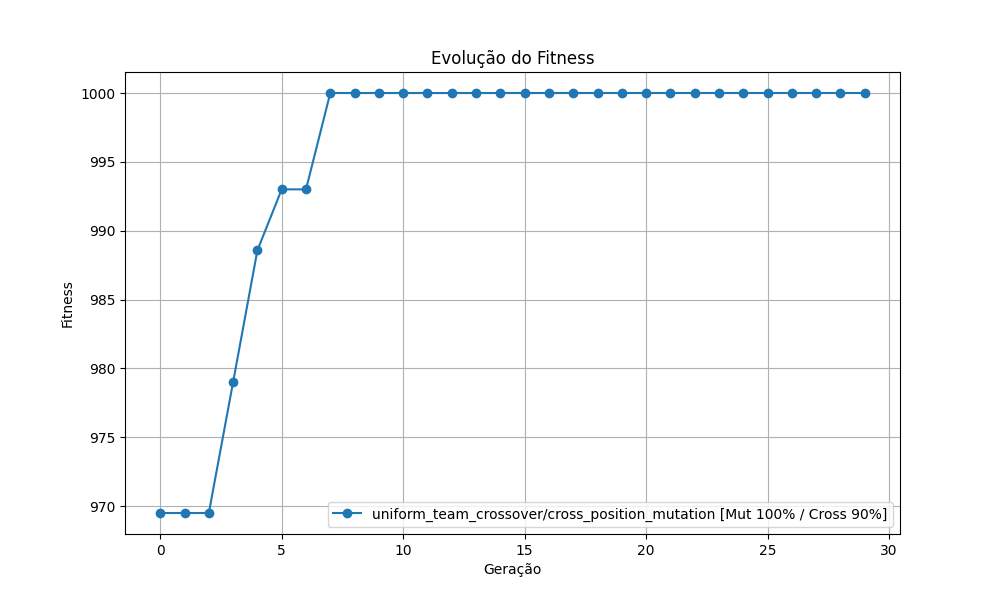 Evolução do Fitness
Fitness
1000
995
990
985
980
975
970
uniform_team_crossover/cross_position_mutation [Mut 100% / Cross 90%]
0 5 10 15 20 25 30
Geração